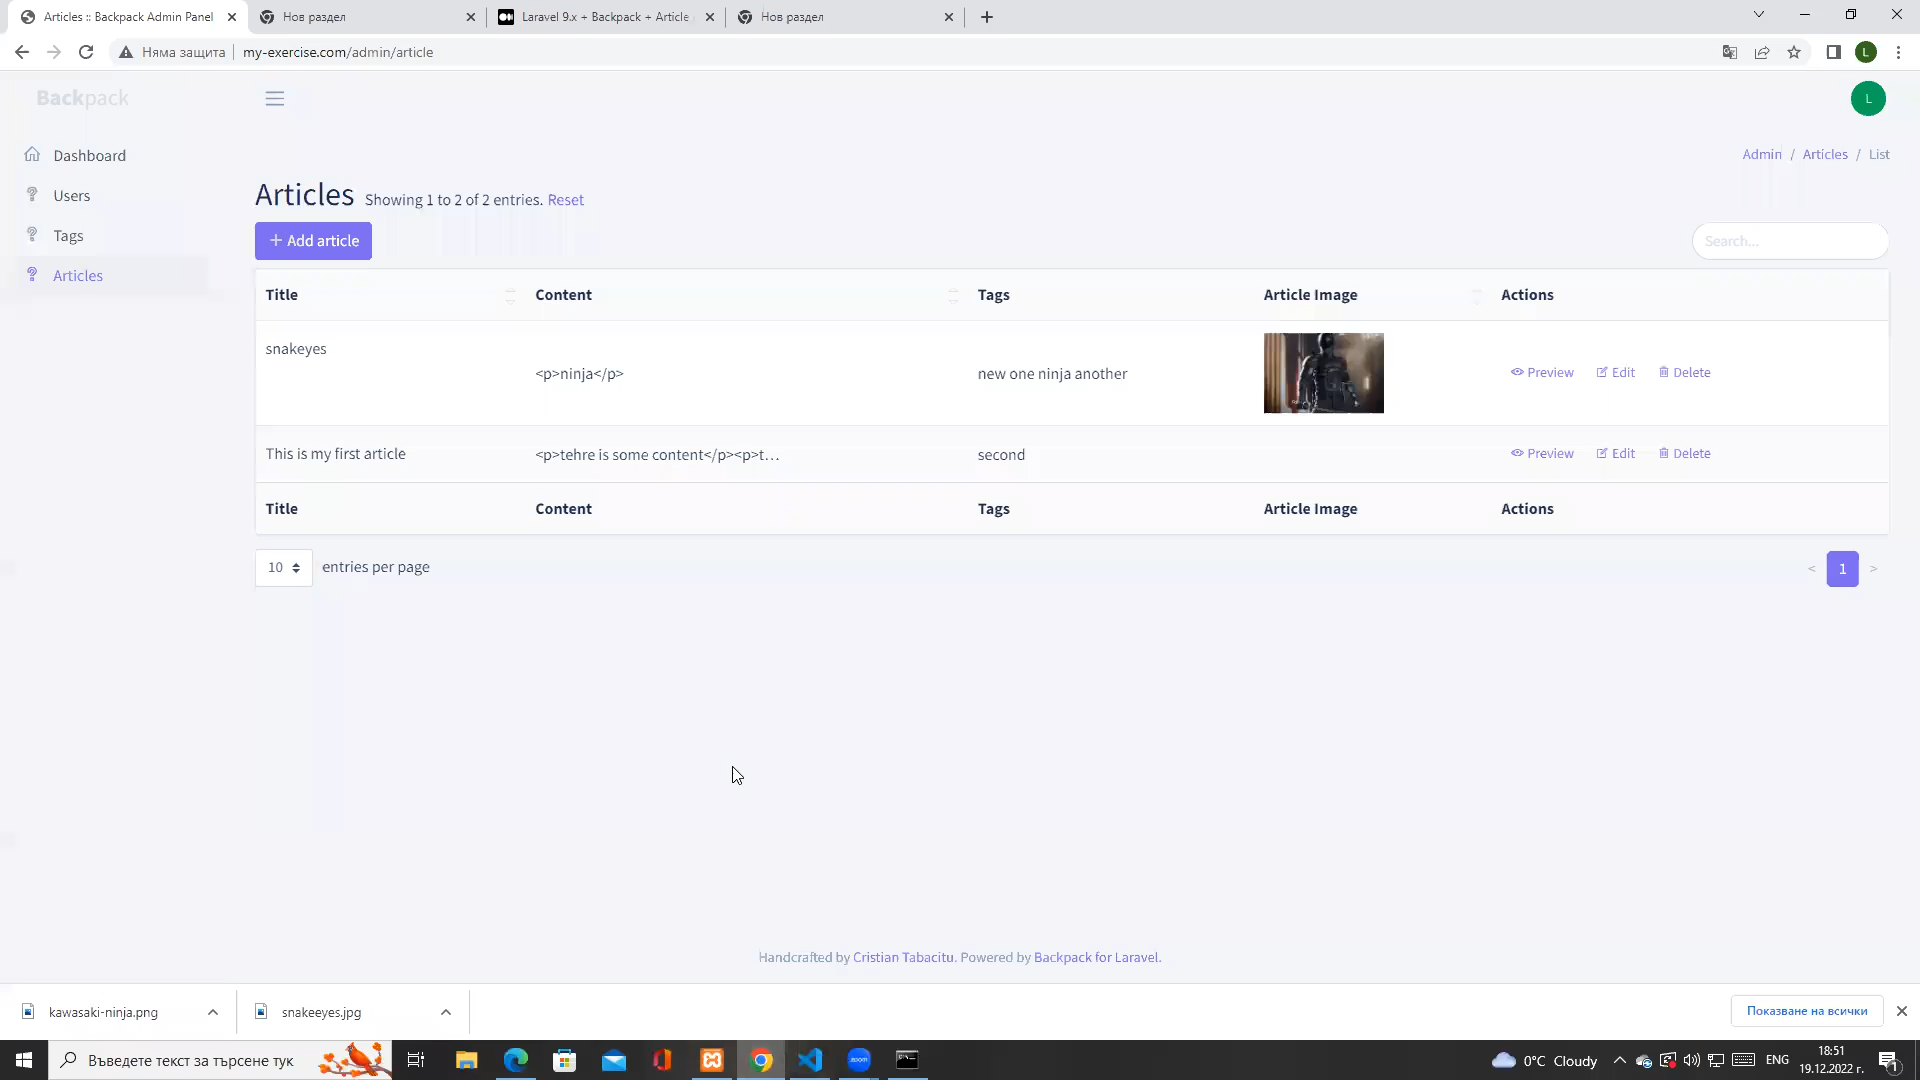 Articles :: Backpack Admin Panel
Нов раздел
Laravel 9.x + Backpack + Article
Нов раздел
Няма защита
my-exercise.com/admin/article
L
Backpack
L
Dashboard
Users
Tags
Articles
Admin / Articles / List
Articles Showing 1 to 2 of 2 entries. Reset
+ Add article
Search...
Title Content Tags Article Image Actions
snakeyes <p>ninja</p> new one ninja another Preview Edit Delete
This is my first article <p>tehre is some content</p><p>t... second Preview Edit Delete
Title Content Tags Article Image Actions
10 entries per page
< 1 >
Handcrafted by Cristian Tabacitu. Powered by Backpack for Laravel.
kawasaki-ninja.png
snakeeyes.jpg
Показване на всички
Въведете текст за търсене тук
zoom
0°C Cloudy
ENG
18:51
19.12.2022 г.
1